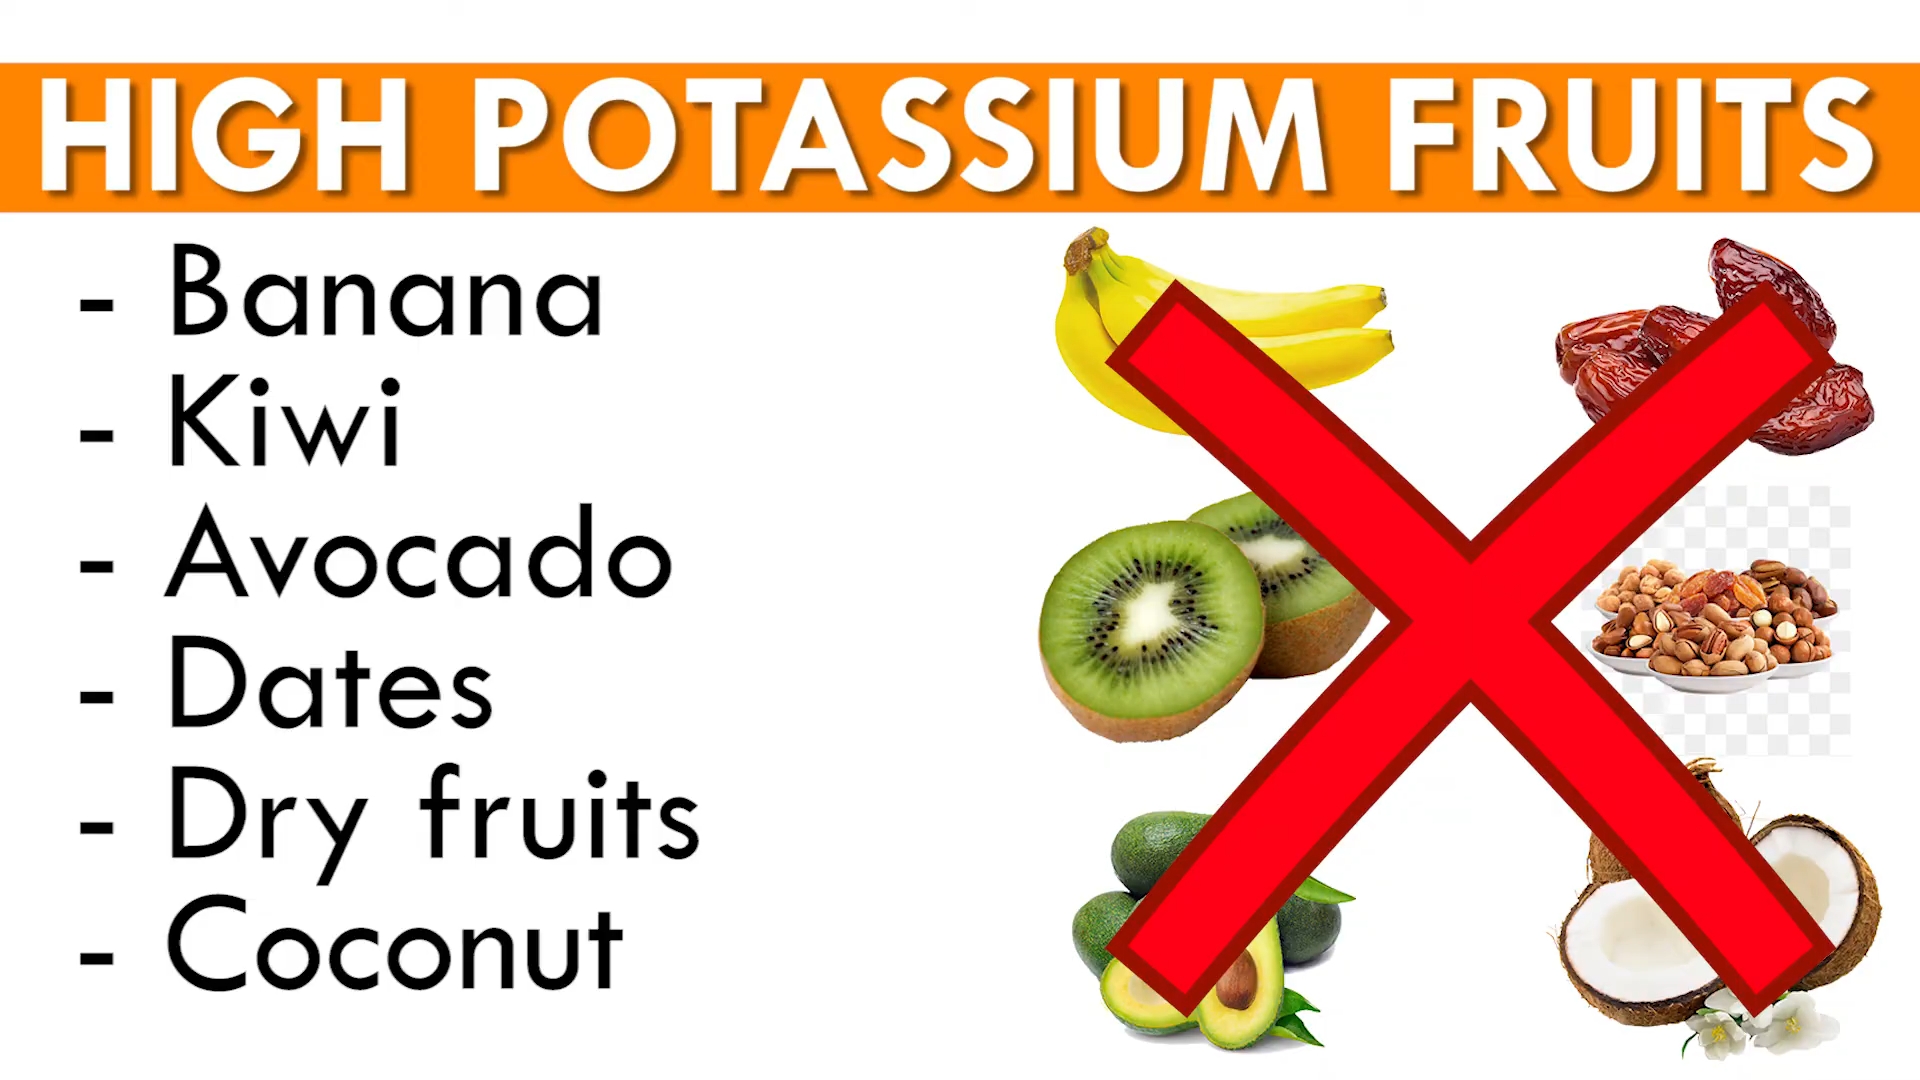 HIGH POTASSIUM FRUITS
- Banana
- Kiwi
- Avocado
- Dates
- Dry fruits
- Coconut